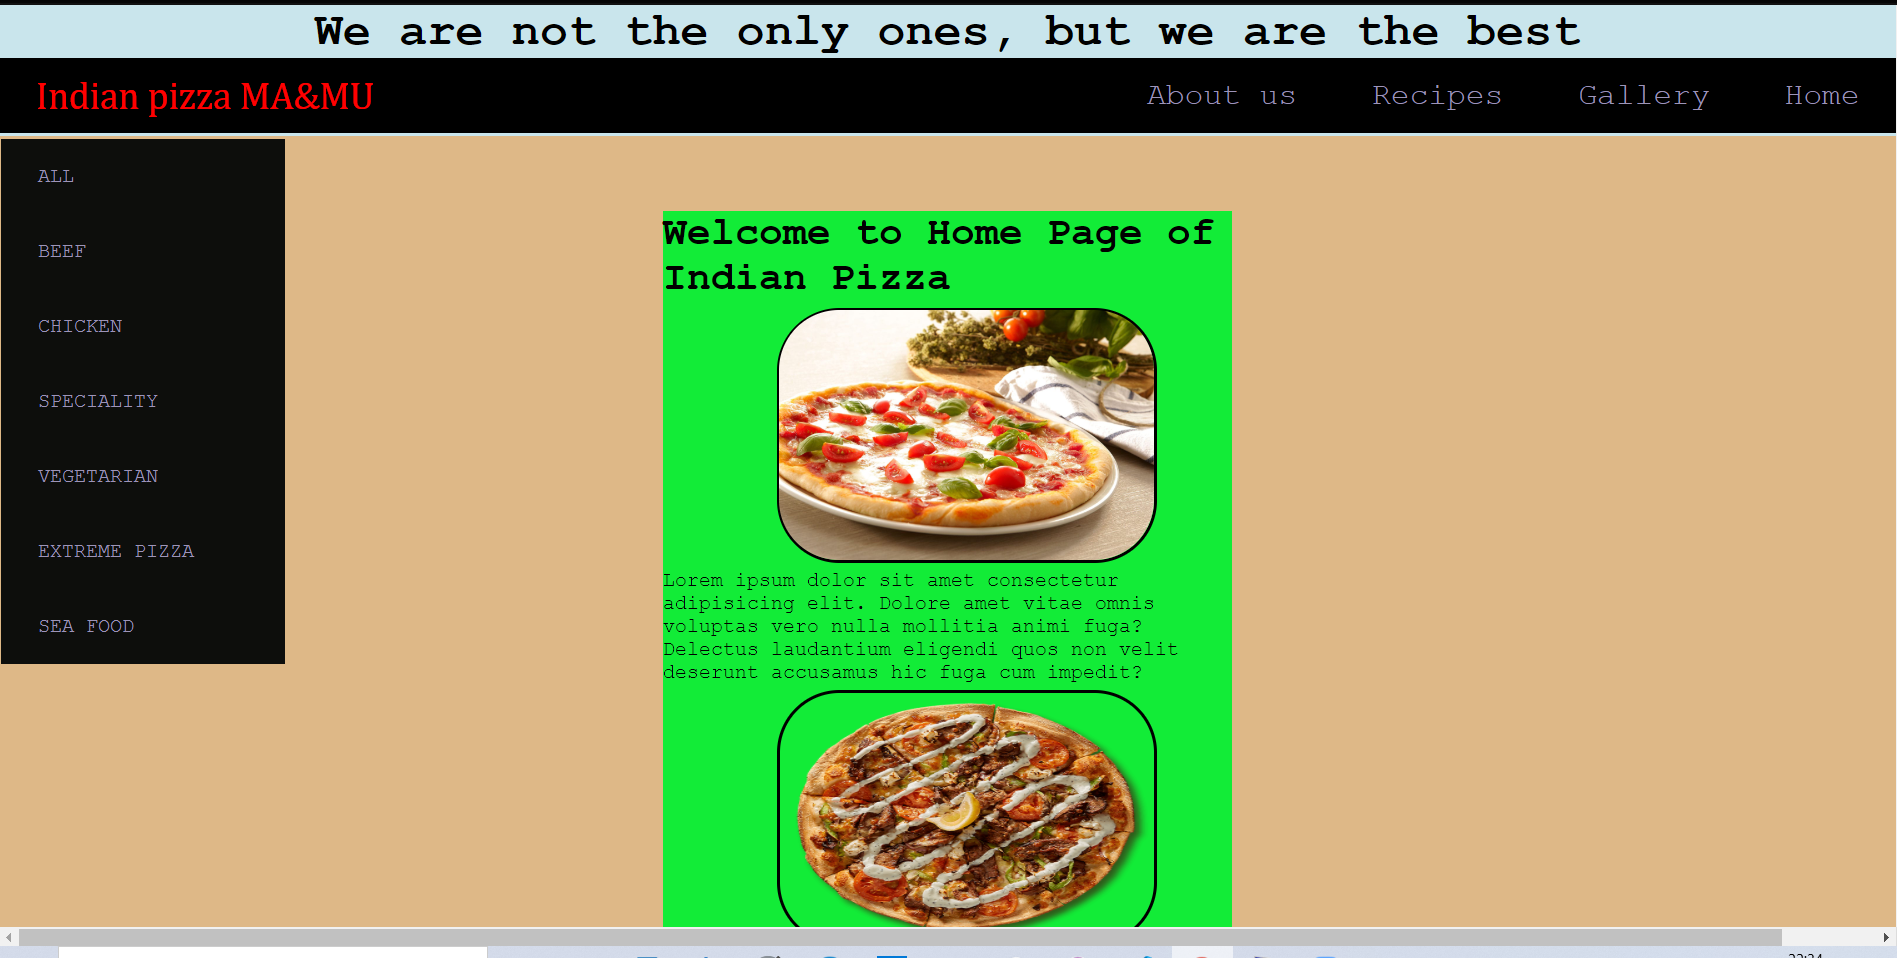 We are not the only ones, but we are the best
Indian pizza MA&MU
About us
Recipes
Gallery
Home
ALL
BEEF
CHICKEN
SPECIALITY
VEGETARIAN
EXTREME PIZZA
SEA FOOD
Welcome to Home Page of
Indian Pizza
Lorem ipsum dolor sit amet consectetur
adipisicing elit. Dolore amet vitae omnis
voluptas vero nulla mollitia animi fuga?
Delectus laudantium eligendi quos non velit
deserunt accusamus hic fuga cum impedit?